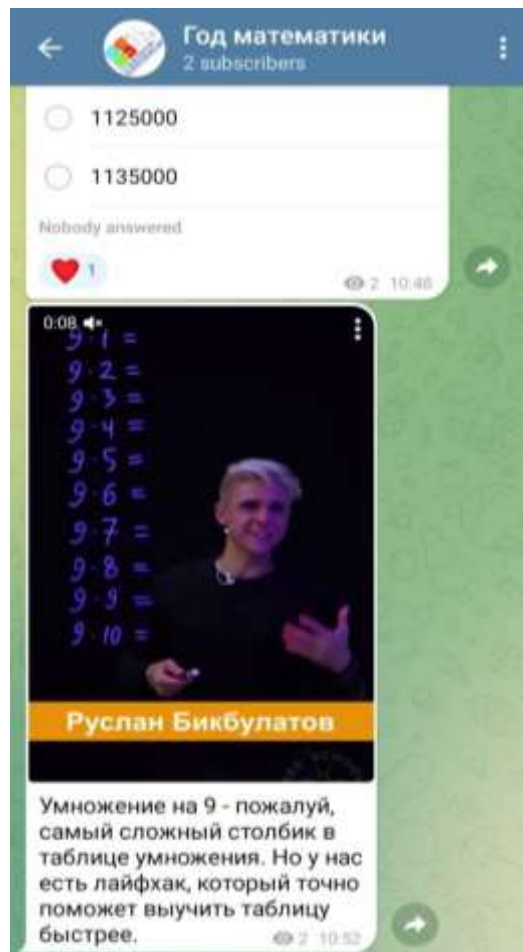 Год математики
2 subscribers
1125000
1135000
Nobody answered
1
2 10:46
0:08
9·1=
9·2=
9·3=
9·4=
9·5=
9·6=
9·7=
9·8=
9·9=
9·10=
Руслан Бикбулатов
Умножение на 9 - пожалуй,
самый сложный столбик в
таблице умножения. Но у нас
есть лайфхак, который точно
поможет выучить таблицу
быстрее.
2 10:52